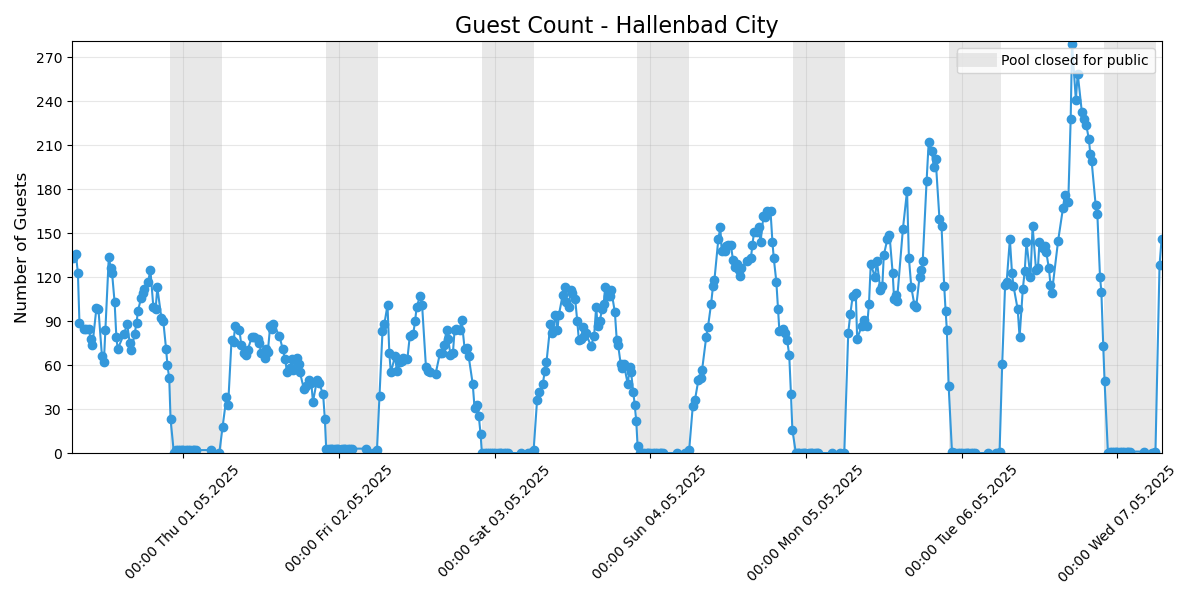 Guest Count - Hallenbad City
Pool closed for public
Number of Guests
270
240
210
180
150
120
90
60
30
0
00:00 Thu 01.05.2025
00:00 Fri 02.05.2025
00:00 Sat 03.05.2025
00:00 Sun 04.05.2025
00:00 Mon 05.05.2025
00:00 Tue 06.05.2025
00:00 Wed 07.05.2025